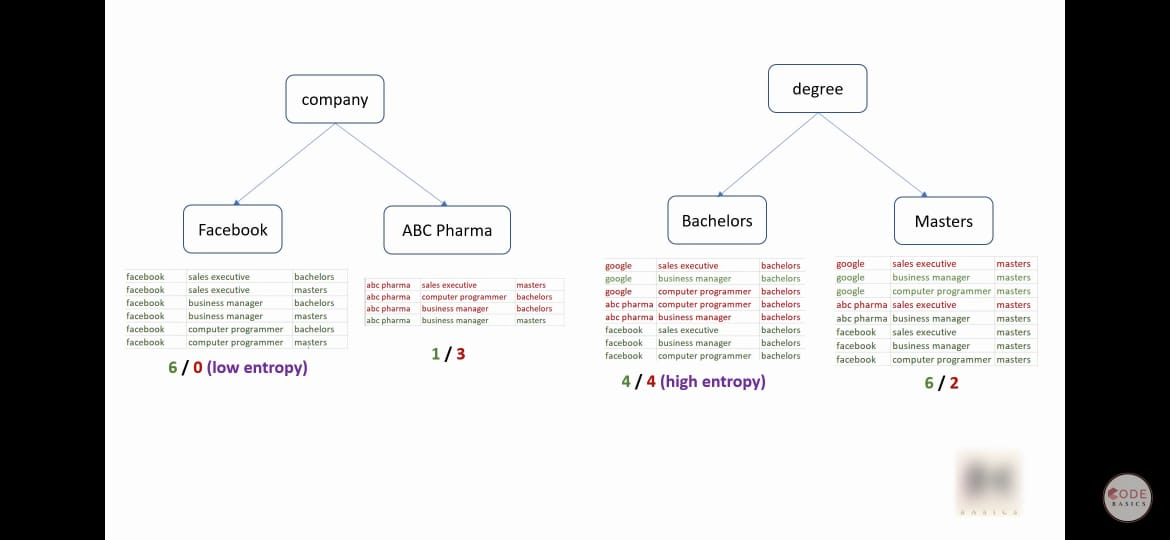 company
Facebook
ABC Pharma
facebook sales executive bachelors
facebook sales executive masters
facebook business manager bachelors
facebook business manager masters
facebook computer programmer bachelors
facebook computer programmer masters
6 / 0 (low entropy)
abc pharma sales executive masters
abc pharma computer programmer bachelors
abc pharma business manager bachelors
abc pharma business manager masters
1 / 3
degree
Bachelors
Masters
google sales executive bachelors
google business manager bachelors
google computer programmer bachelors
abc pharma computer programmer bachelors
abc pharma business manager bachelors
facebook sales executive bachelors
facebook business manager bachelors
facebook computer programmer bachelors
4 / 4 (high entropy)
google sales executive masters
google business manager masters
google computer programmer masters
abc pharma sales executive masters
abc pharma business manager masters
facebook sales executive masters
facebook business manager masters
facebook computer programmer masters
6 / 2
CODE
BASICS